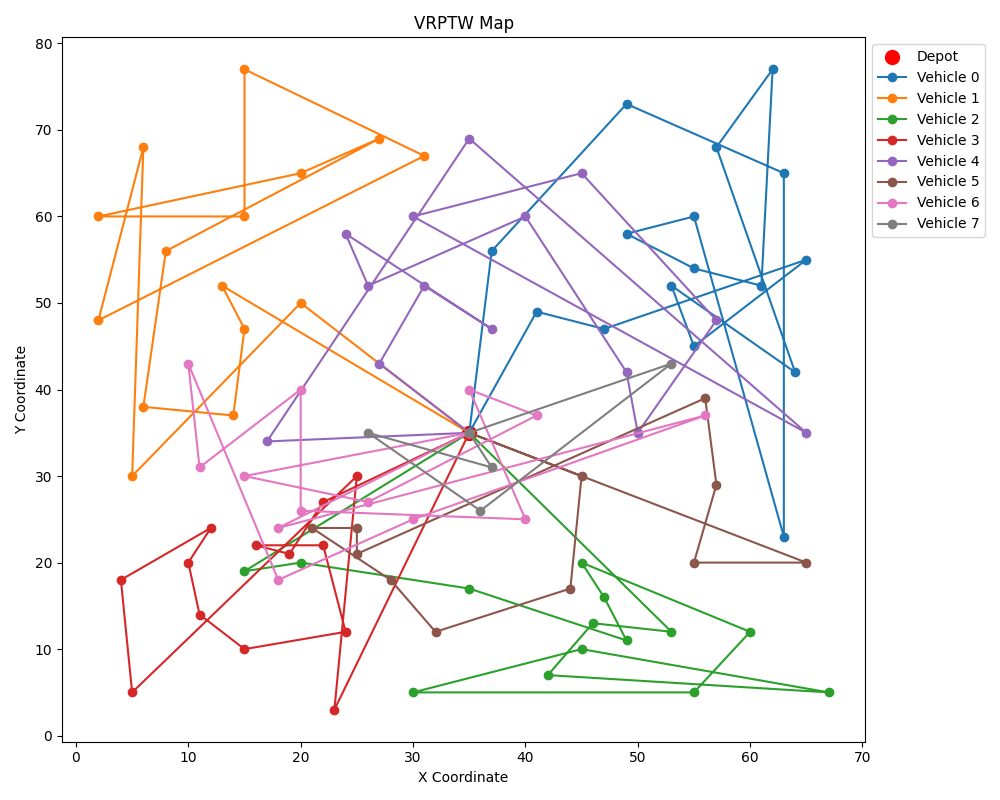 VRPTW Map
Depot
Vehicle 0
Vehicle 1
Vehicle 2
Vehicle 3
Vehicle 4
Vehicle 5
Vehicle 6
Vehicle 7
80
70
60
50
40
30
20
10
0
Y Coordinate
0 10 20 30 40 50 60 70
X Coordinate